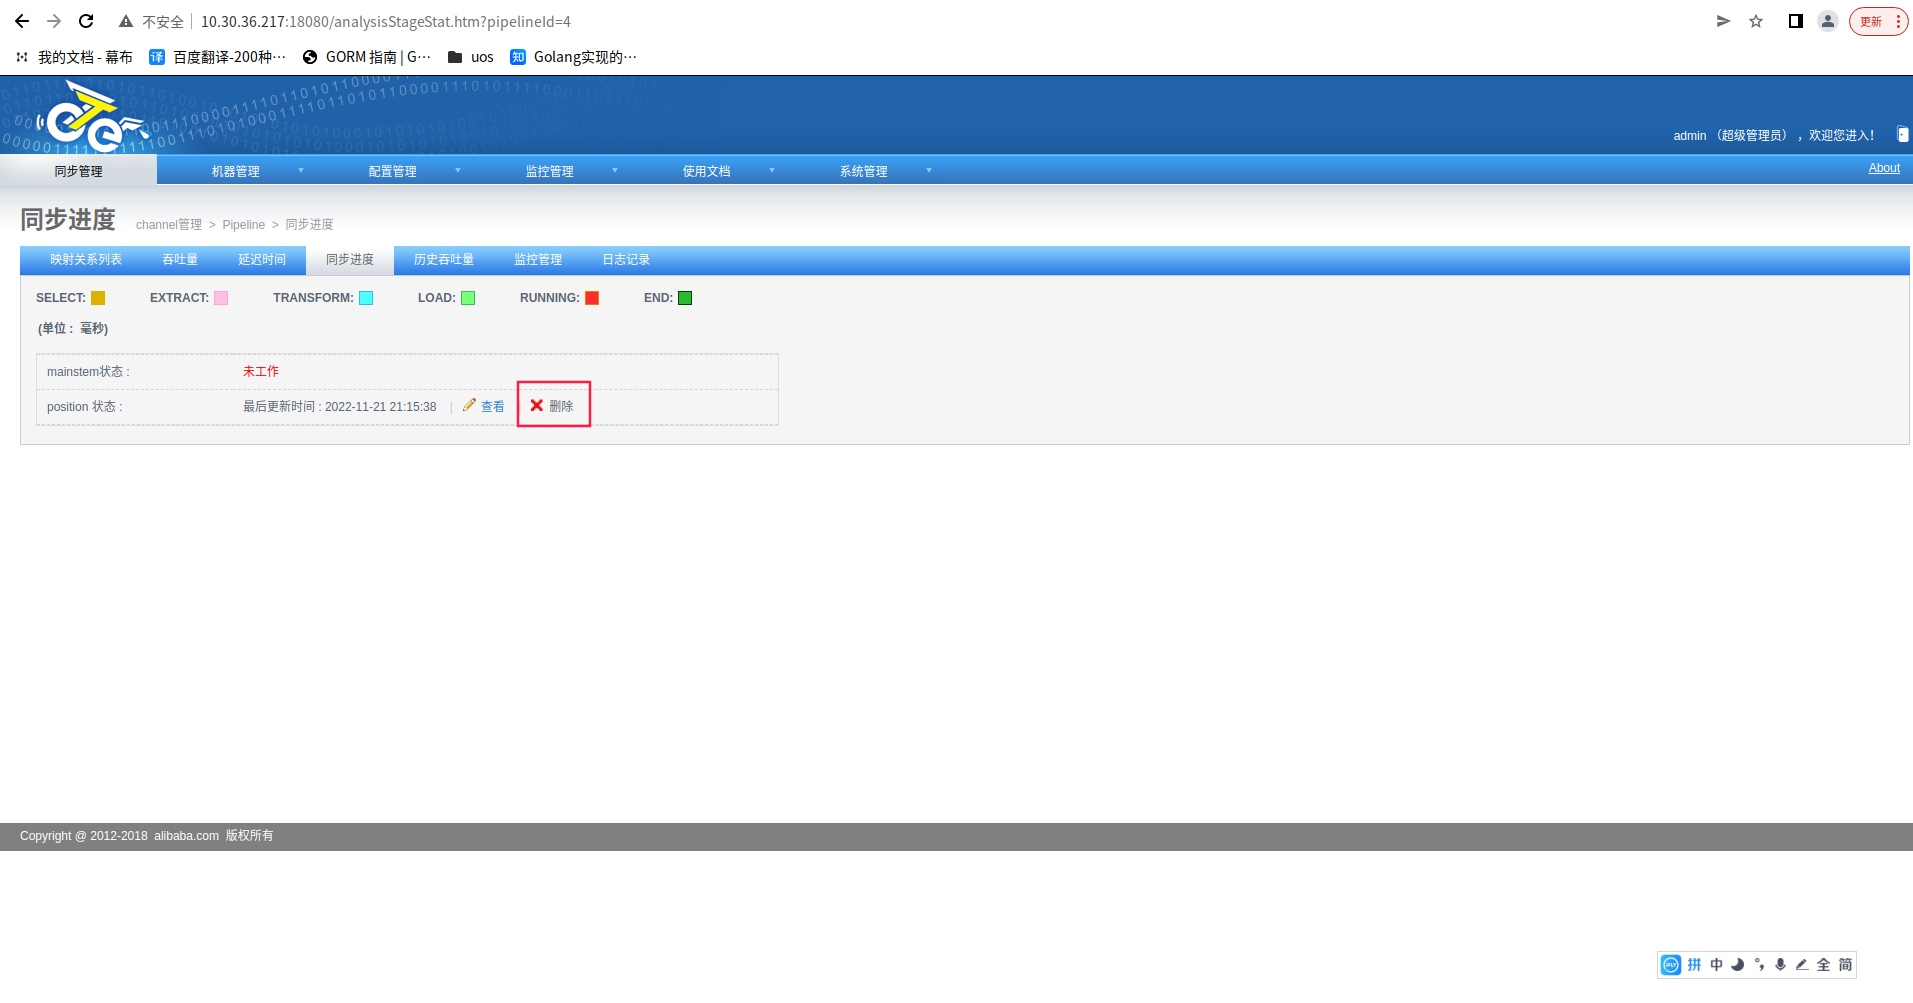 不安全 10.30.36.217:18080/analysisStageStat.htm?pipelineId=4
更新
我的文档 - 幕布 译 百度翻译-200种… GORM 指南 | G… uos 知 Golang实现的…
admin （超级管理员） ，欢迎您进入！
同步管理 机器管理 配置管理 监控管理 使用文档 系统管理 About
同步进度 channel管理 > Pipeline > 同步进度
映射关系列表 吞吐量 延迟时间 同步进度 历史吞吐量 监控管理 日志记录
SELECT: EXTRACT: TRANSFORM: LOAD: RUNNING: END:
(单位 : 毫秒)
mainstem状态 : 未工作
position 状态 : 最后更新时间 : 2022-11-21 21:15:38 | 查看 删除
Copyright @ 2012-2018 alibaba.com 版权所有
iFLY 拼 中 °, 全 简